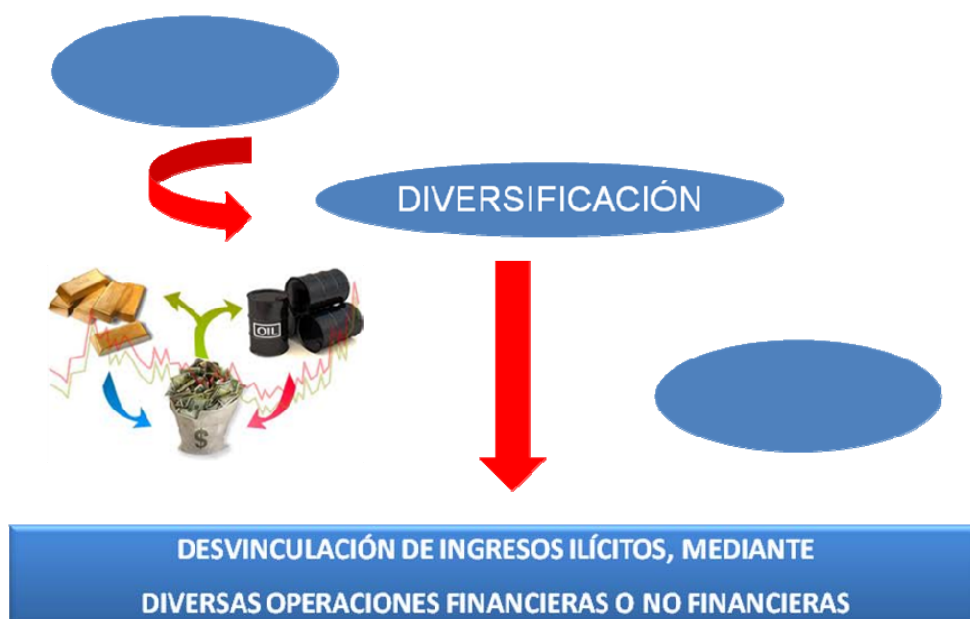 DIVERSIFICACIÓN
OIL
$
DESVINCULACIÓN DE INGRESOS ILÍCITOS, MEDIANTE
DIVERSAS OPERACIONES FINANCIERAS O NO FINANCIERAS